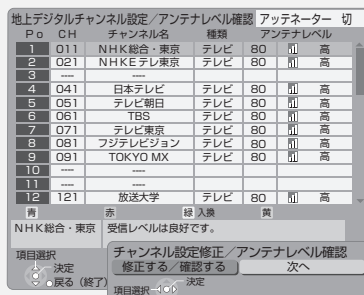 地上デジタルチャンネル設定／アンテナレベル確認 アッテネーター 切
Po CH チャンネル名 種類 アンテナレベル
1 011 NHK総合・東京 テレビ 80 高
2 021 NHKEテレ東京 テレビ 80 高
3 ---- ----
4 041 日本テレビ テレビ 80 高
5 051 テレビ朝日 テレビ 80 高
6 061 TBS テレビ 80 高
7 071 テレビ東京 テレビ 80 高
8 081 フジテレビジョン テレビ 80 高
9 091 TOKYO MX テレビ 80 高
10 ---- ----
11 ---- ----
12 121 放送大学 テレビ 80 高
青 赤 緑 入換 黄
NHK総合・東京 受信レベルは良好です。
項目選択
決定
戻る（終了）
チャンネル設定修正／アンテナレベル確認
修正する／確認する 次へ
項目選択 決定